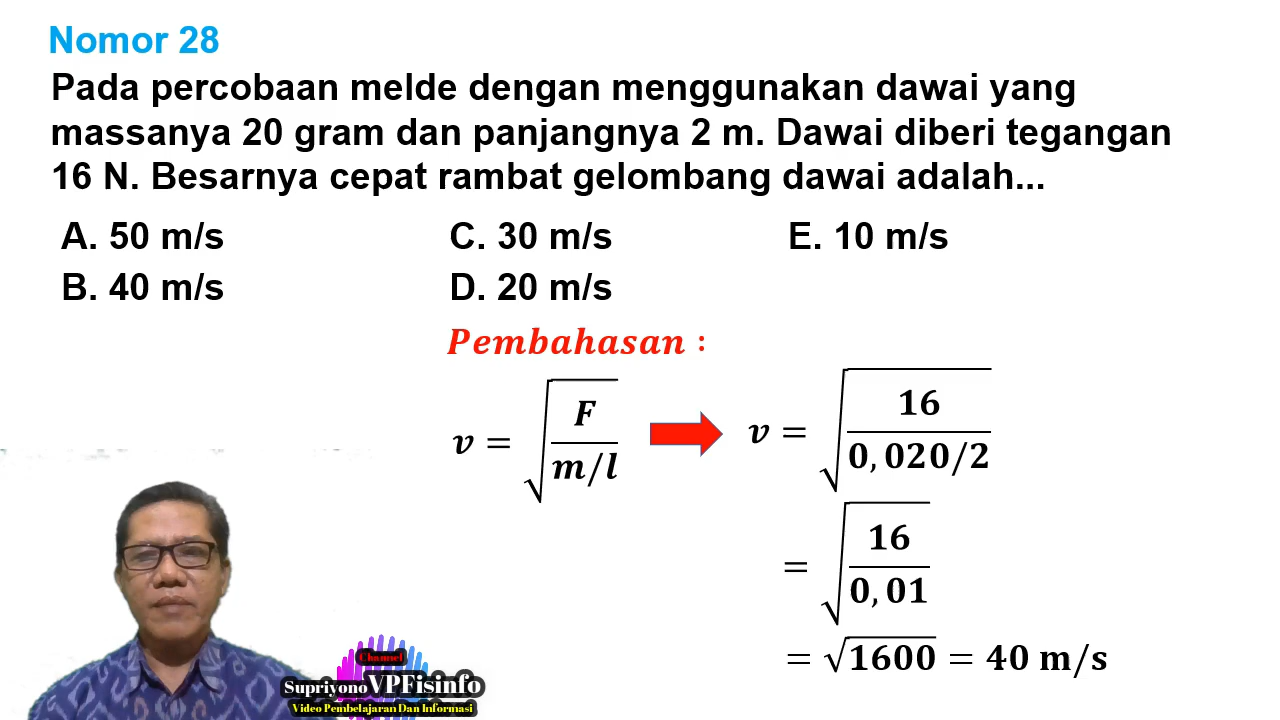 Nomor 28
Pada percobaan melde dengan menggunakan dawai yang
massanya 20 gram dan panjangnya 2 m. Dawai diberi tegangan
16 N. Besarnya cepat rambat gelombang dawai adalah...
A. 50 m/s C. 30 m/s E. 10 m/s
B. 40 m/s D. 20 m/s
Pembahasan :
v = √(F/(m/l)) v = √(16/(0,020/2))
= √(16/(0,01))
= √1600 = 40 m/s
Channel
Supriyono VPFisinfo
Video Pembelajaran Dan Informasi